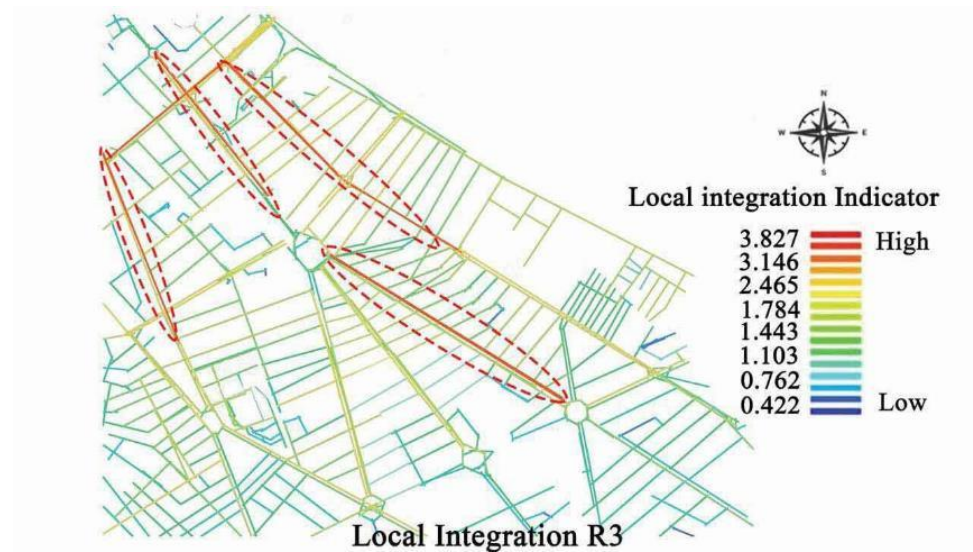 N
W E
S
Local integration Indicator
3.827 High
3.146
2.465
1.784
1.443
1.103
0.762
0.422 Low
Local Integration R3